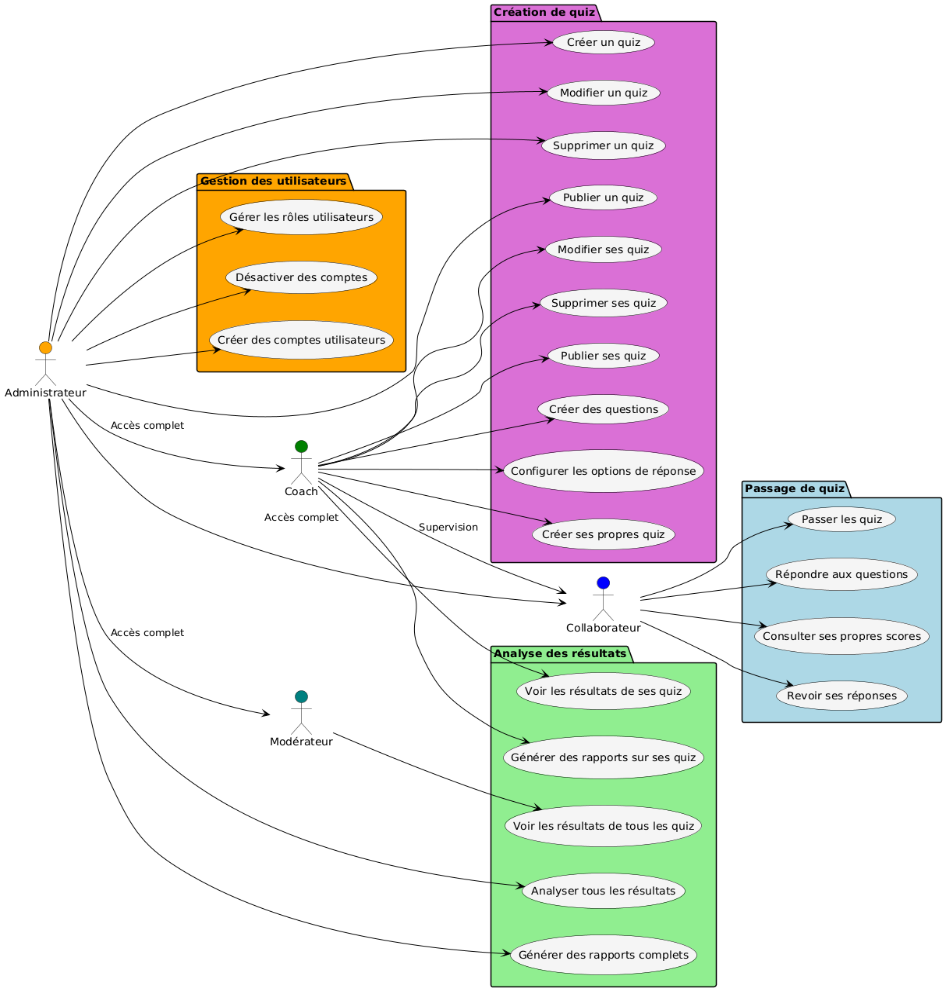 Création de quiz
Créer un quiz
Modifier un quiz
Supprimer un quiz
Publier un quiz
Modifier ses quiz
Supprimer ses quiz
Publier ses quiz
Créer des questions
Configurer les options de réponse
Créer ses propres quiz
Gestion des utilisateurs
Gérer les rôles utilisateurs
Désactiver des comptes
Créer des comptes utilisateurs
Administrateur
Accès complet
Coach
Accès complet
Supervision
Collaborateur
Passage de quiz
Passer les quiz
Répondre aux questions
Consulter ses propres scores
Revoir ses réponses
Accès complet
Modérateur
Analyse des résultats
Voir les résultats de ses quiz
Générer des rapports sur ses quiz
Voir les résultats de tous les quiz
Analyser tous les résultats
Générer des rapports complets